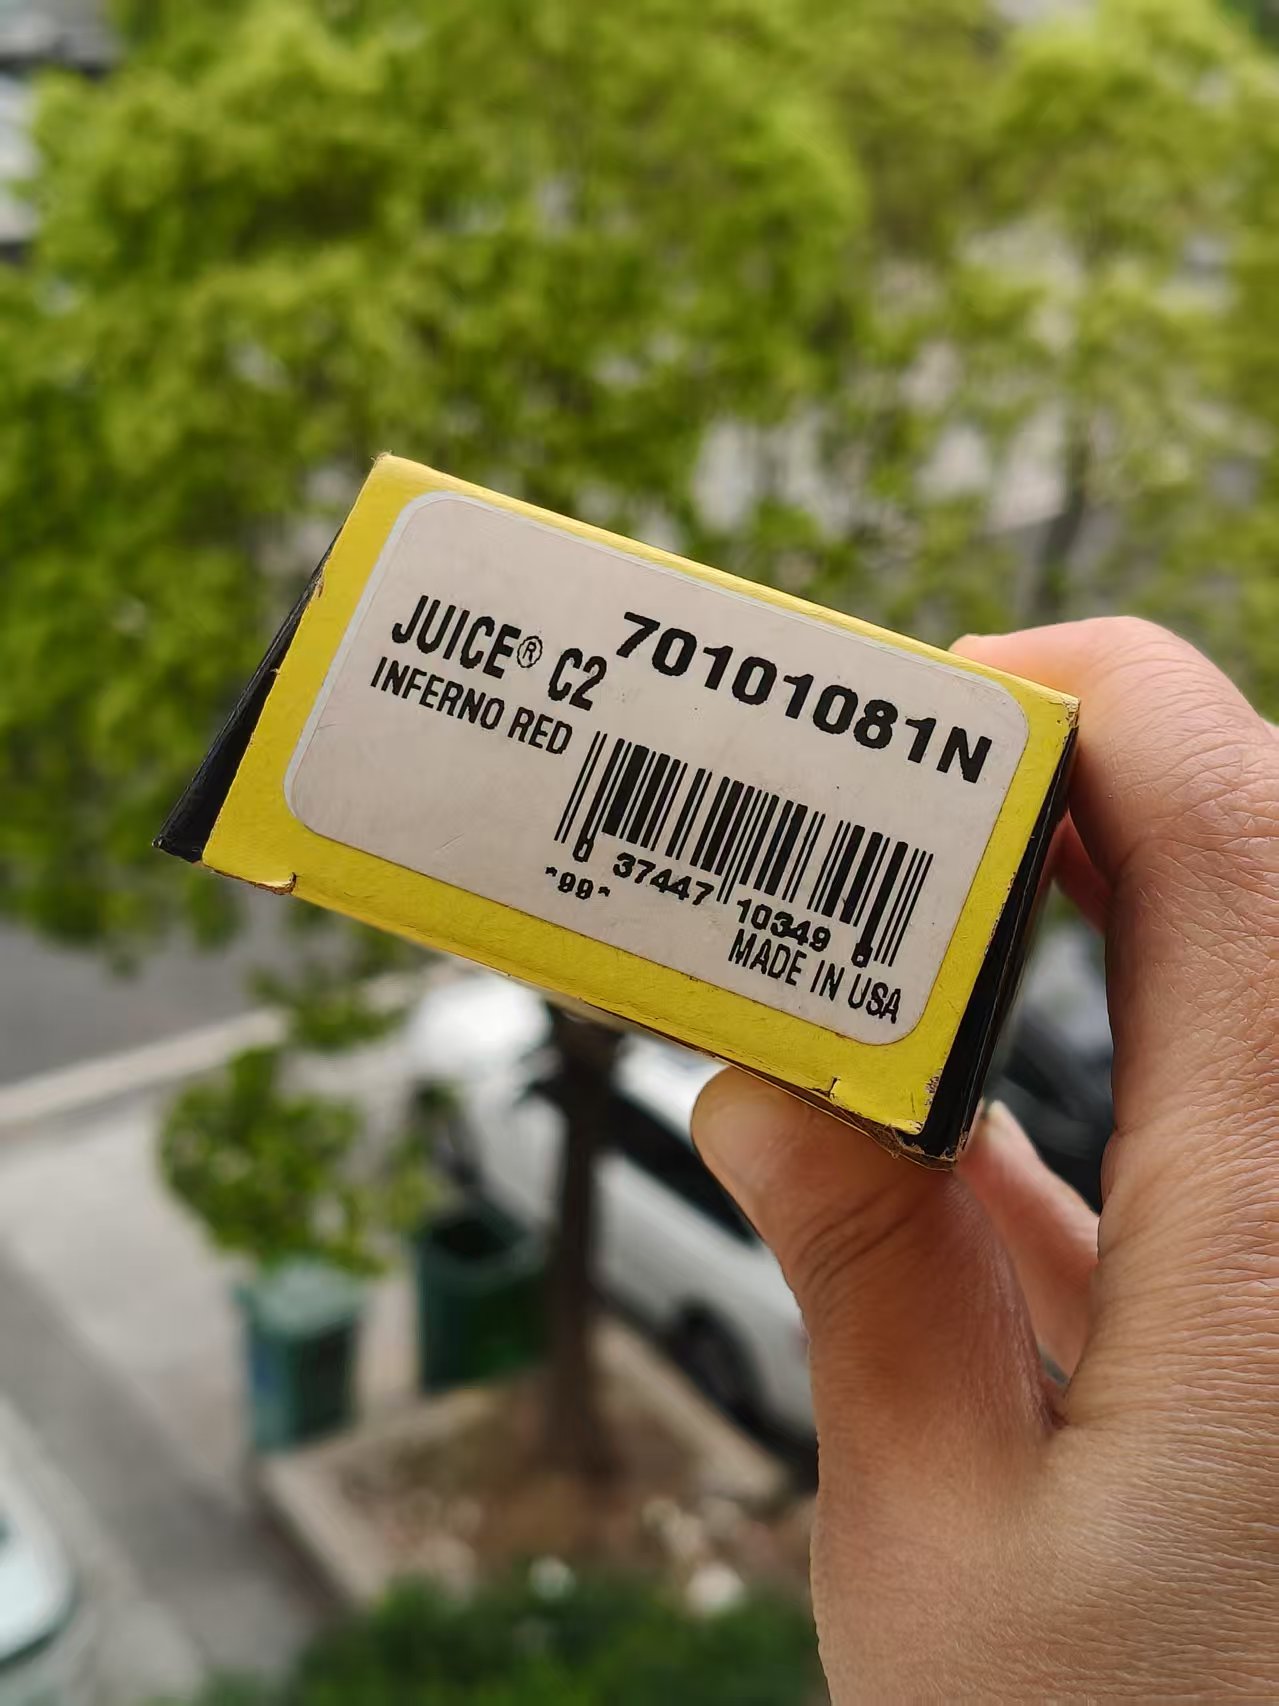 JUICE® C2 70101081N
INFERNO RED
0 37447 10349 8
"99"
MADE IN USA